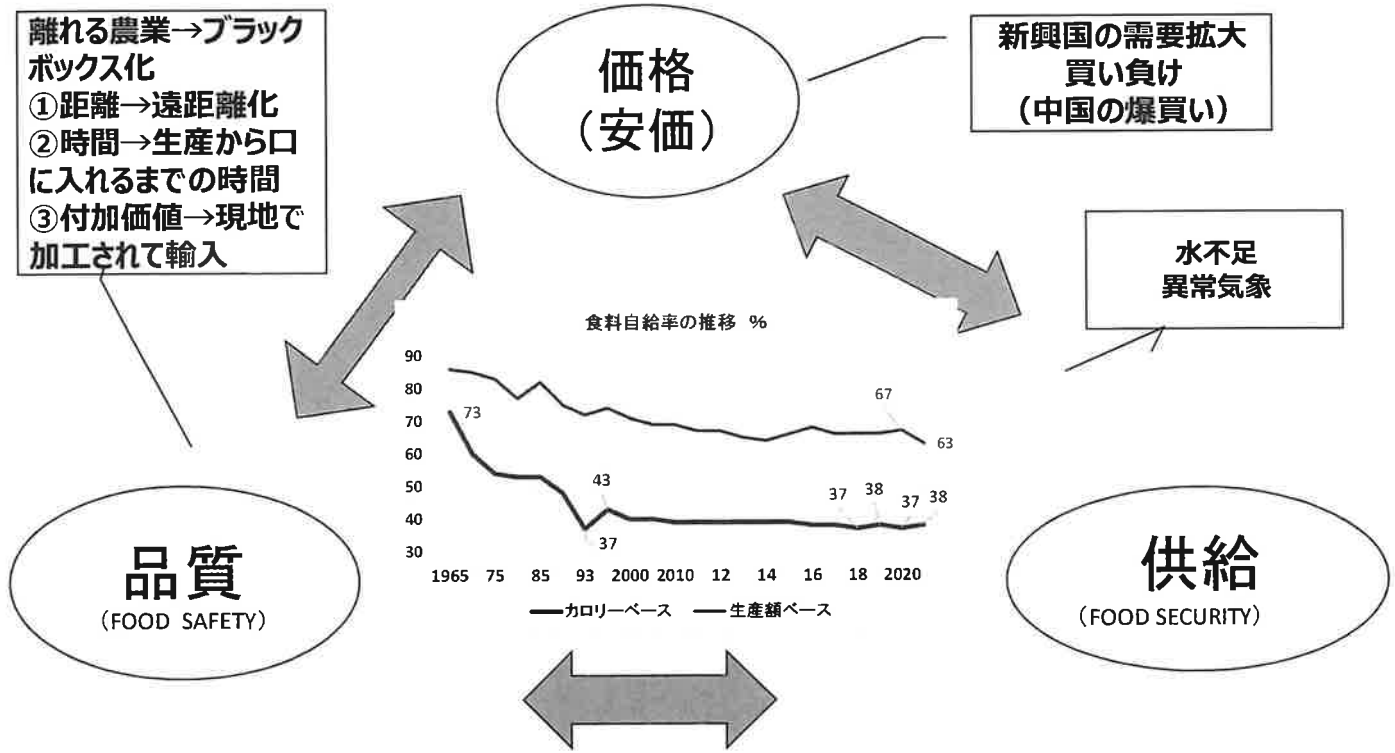 離れる農業→ブラック
ボックス化
①距離→遠距離化
②時間→生産から口
に入れるまでの時間
③付加価値→現地で
加工されて輸入
価格
（安価）
新興国の需要拡大
買い負け
（中国の爆買い）
水不足
異常気象
食料自給率の推移 %
90
80
70
60
50
40
30
73
43
37
67
63
37
38
37
38
1965 75 85 93 2000 2010 12 14 16 18 2020
カロリーベース 生産額ベース
品質
（FOOD SAFETY）
供給
（FOOD SECURITY）